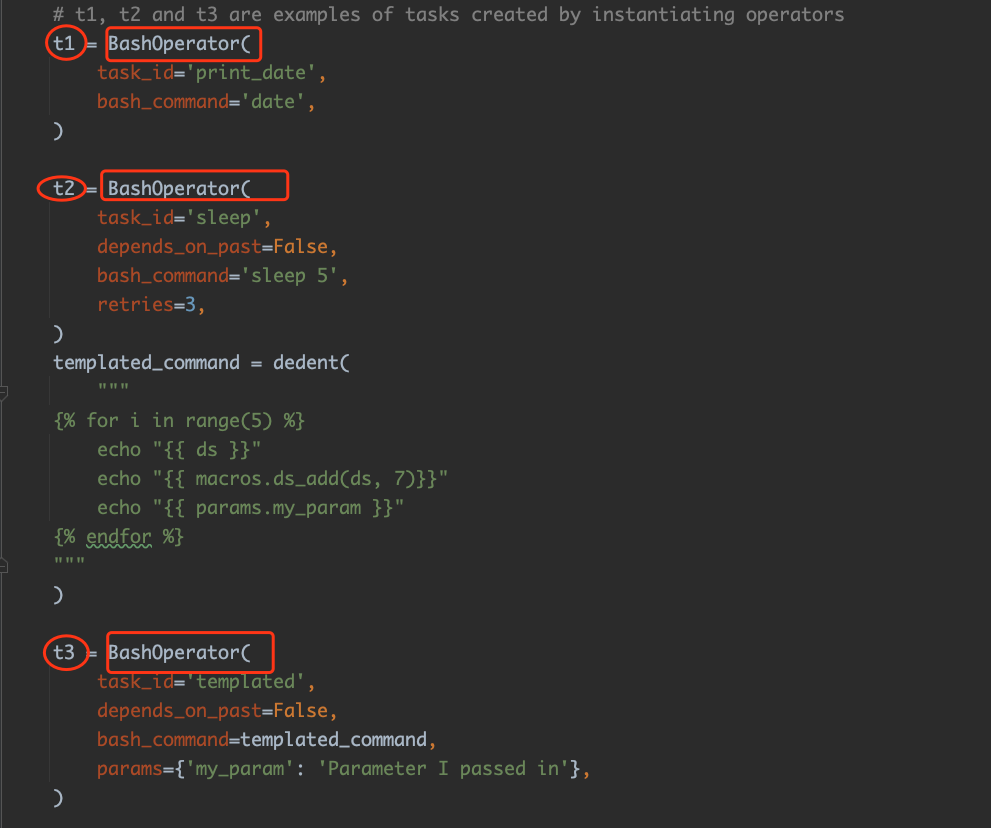 # t1, t2 and t3 are examples of tasks created by instantiating operators
t1 = BashOperator(
    task_id='print_date',
    bash_command='date',
)

t2 = BashOperator(
    task_id='sleep',
    depends_on_past=False,
    bash_command='sleep 5',
    retries=3,
)
templated_command = dedent(
    """
{% for i in range(5) %}
    echo "{{ ds }}"
    echo "{{ macros.ds_add(ds, 7)}}"
    echo "{{ params.my_param }}"
{% endfor %}
"""
)

t3 = BashOperator(
    task_id='templated',
    depends_on_past=False,
    bash_command=templated_command,
    params={'my_param': 'Parameter I passed in'},
)